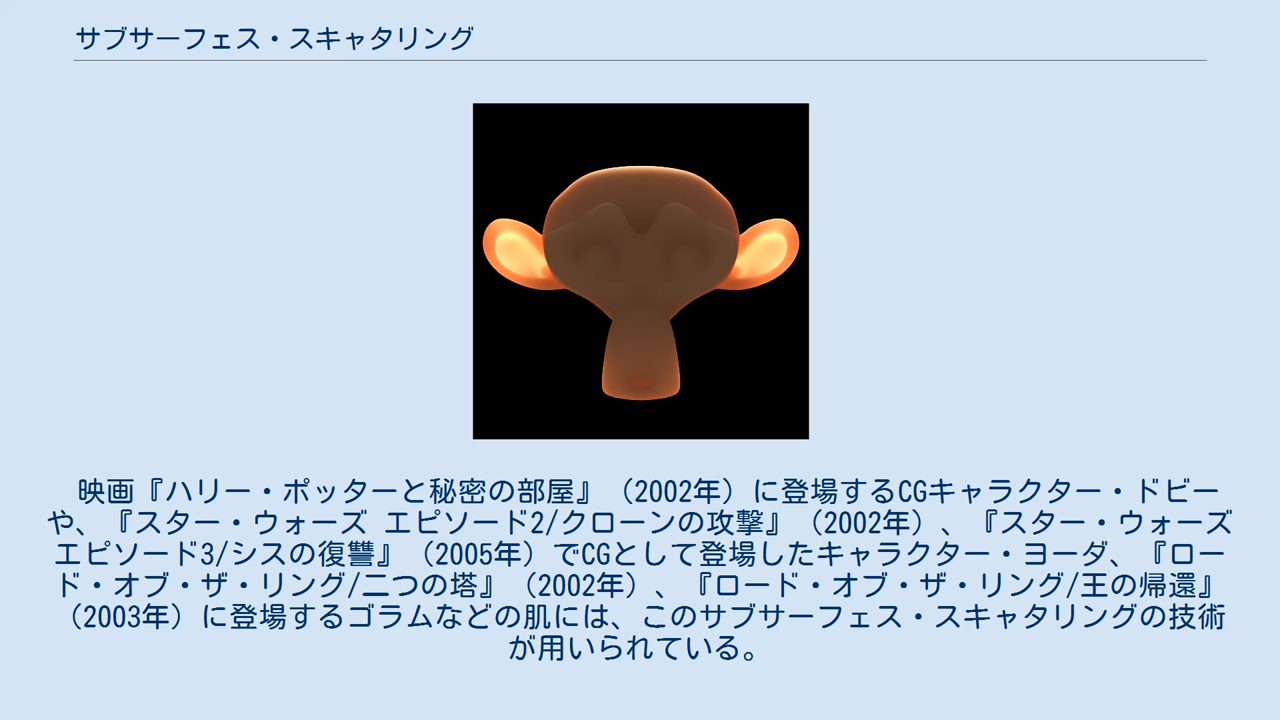 サブサーフェス・スキャタリング
映画『ハリー・ポッターと秘密の部屋』（2002年）に登場するCGキャラクター・ドビー
や、『スター・ウォーズ エピソード2/クローンの攻撃』（2002年）、『スター・ウォーズ
エピソード3/シスの復讐』（2005年）でCGとして登場したキャラクター・ヨーダ、『ロー
ド・オブ・ザ・リング/二つの塔』（2002年）、『ロード・オブ・ザ・リング/王の帰還』
（2003年）に登場するゴラムなどの肌には、このサブサーフェス・スキャタリングの技術
が用いられている。